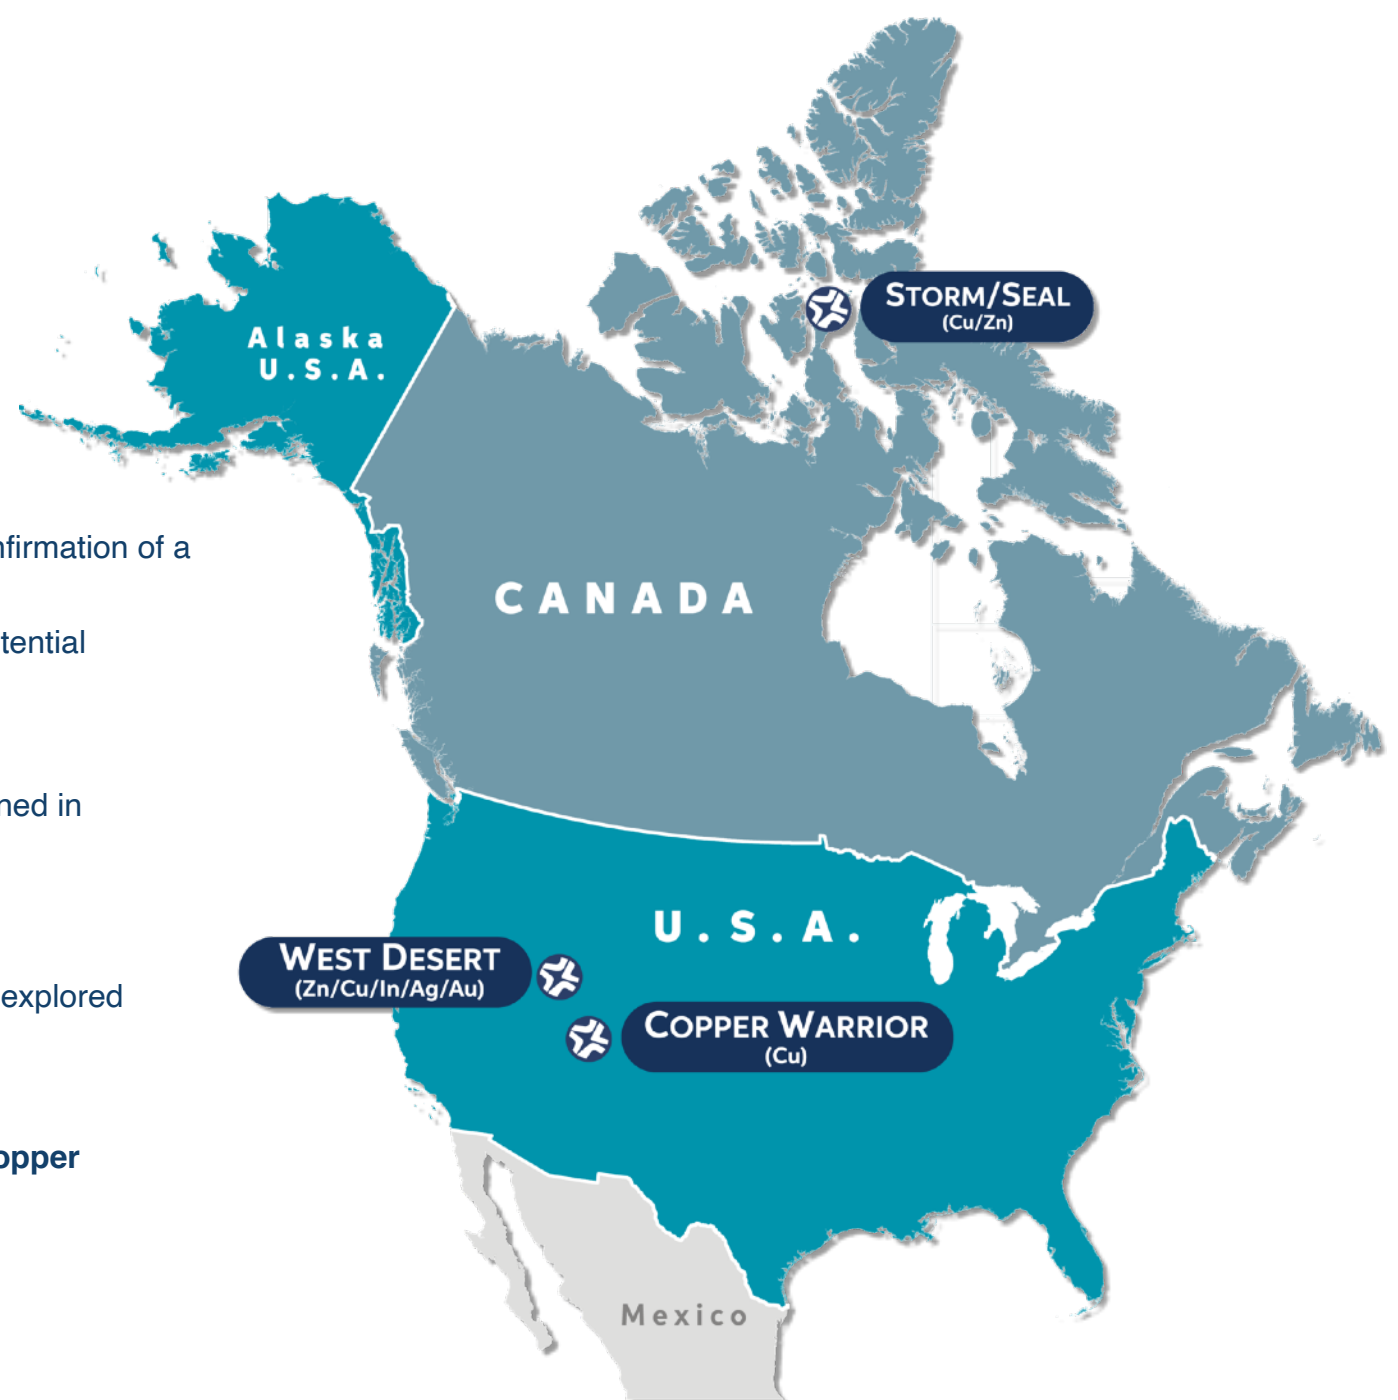 STORM/SEAL
(Cu/Zn)
Alaska
U.S.A.
nfirmation of a
CANADA
tential
ned in
U.S.A.
WEST DESERT
(Zn/Cu/In/Ag/Au)
explored
COPPER WARRIOR
(Cu)
opper
Mexico